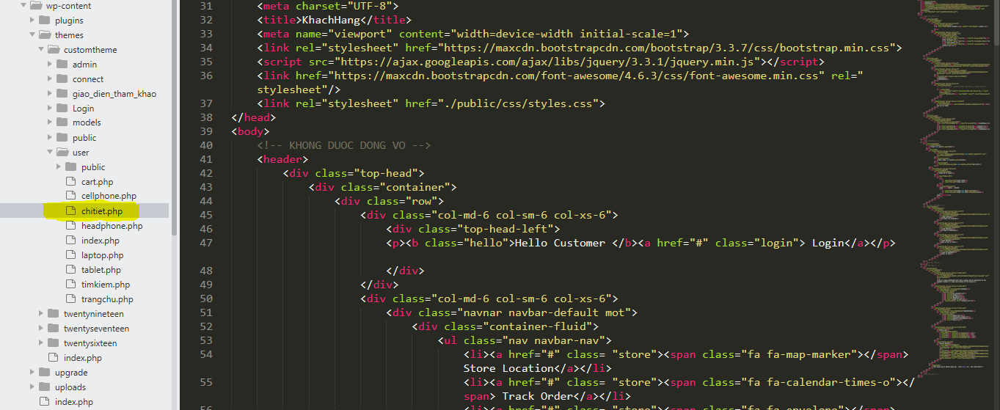 wp-content
plugins
themes
customtheme
admin
connect
giao_dien_tham_khao
Login
models
public
user
public
cart.php
cellphone.php
chitiet.php
headphone.php
index.php
laptop.php
tablet.php
timkiem.php
trangchu.php
twentynineteen
twentyseventeen
twentysixteen
index.php
upgrade
uploads
index.php
31 <meta charset="UTF-8">
32 <title>KhachHang</title>
33 <meta name="viewport" content="width=device-width initial-scale=1">
34 <link rel="stylesheet" href="https://maxcdn.bootstrapcdn.com/bootstrap/3.3.7/css/bootstrap.min.css">
35 <script src="https://ajax.googleapis.com/ajax/libs/jquery/3.3.1/jquery.min.js"></script>
36 <link href="https://maxcdn.bootstrapcdn.com/font-awesome/4.6.3/css/font-awesome.min.css" rel="
stylesheet"/>
37 <link rel="stylesheet" href="./public/css/styles.css">
38 </head>
39 <body>
40 <!-- KHONG DUOC DONG VO -->
41 <header>
42 <div class="top-head">
43 <div class="container">
44 <div class="row">
45 <div class="col-md-6 col-sm-6 col-xs-6">
46 <div class="top-head-left">
47 <p><b class="hello">Hello Customer </b><a href="#" class="login"> Login</a></p>
48 </div>
49 </div>
50 <div class="col-md-6 col-sm-6 col-xs-6">
51 <div class="navnar navbar-default mot">
52 <div class="container-fluid">
53 <ul class="nav navbar-nav">
54 <li><a href="#" class= "store"><span class="fa fa-map-marker"></span>
Store Location</a></li>
55 <li><a href="#" class= "store"><span class="fa fa-calendar-times-o"></
span> Track Order</a></li>
56 <li><a href="#" class= "store"><span class="fa fa-envelope"></span>